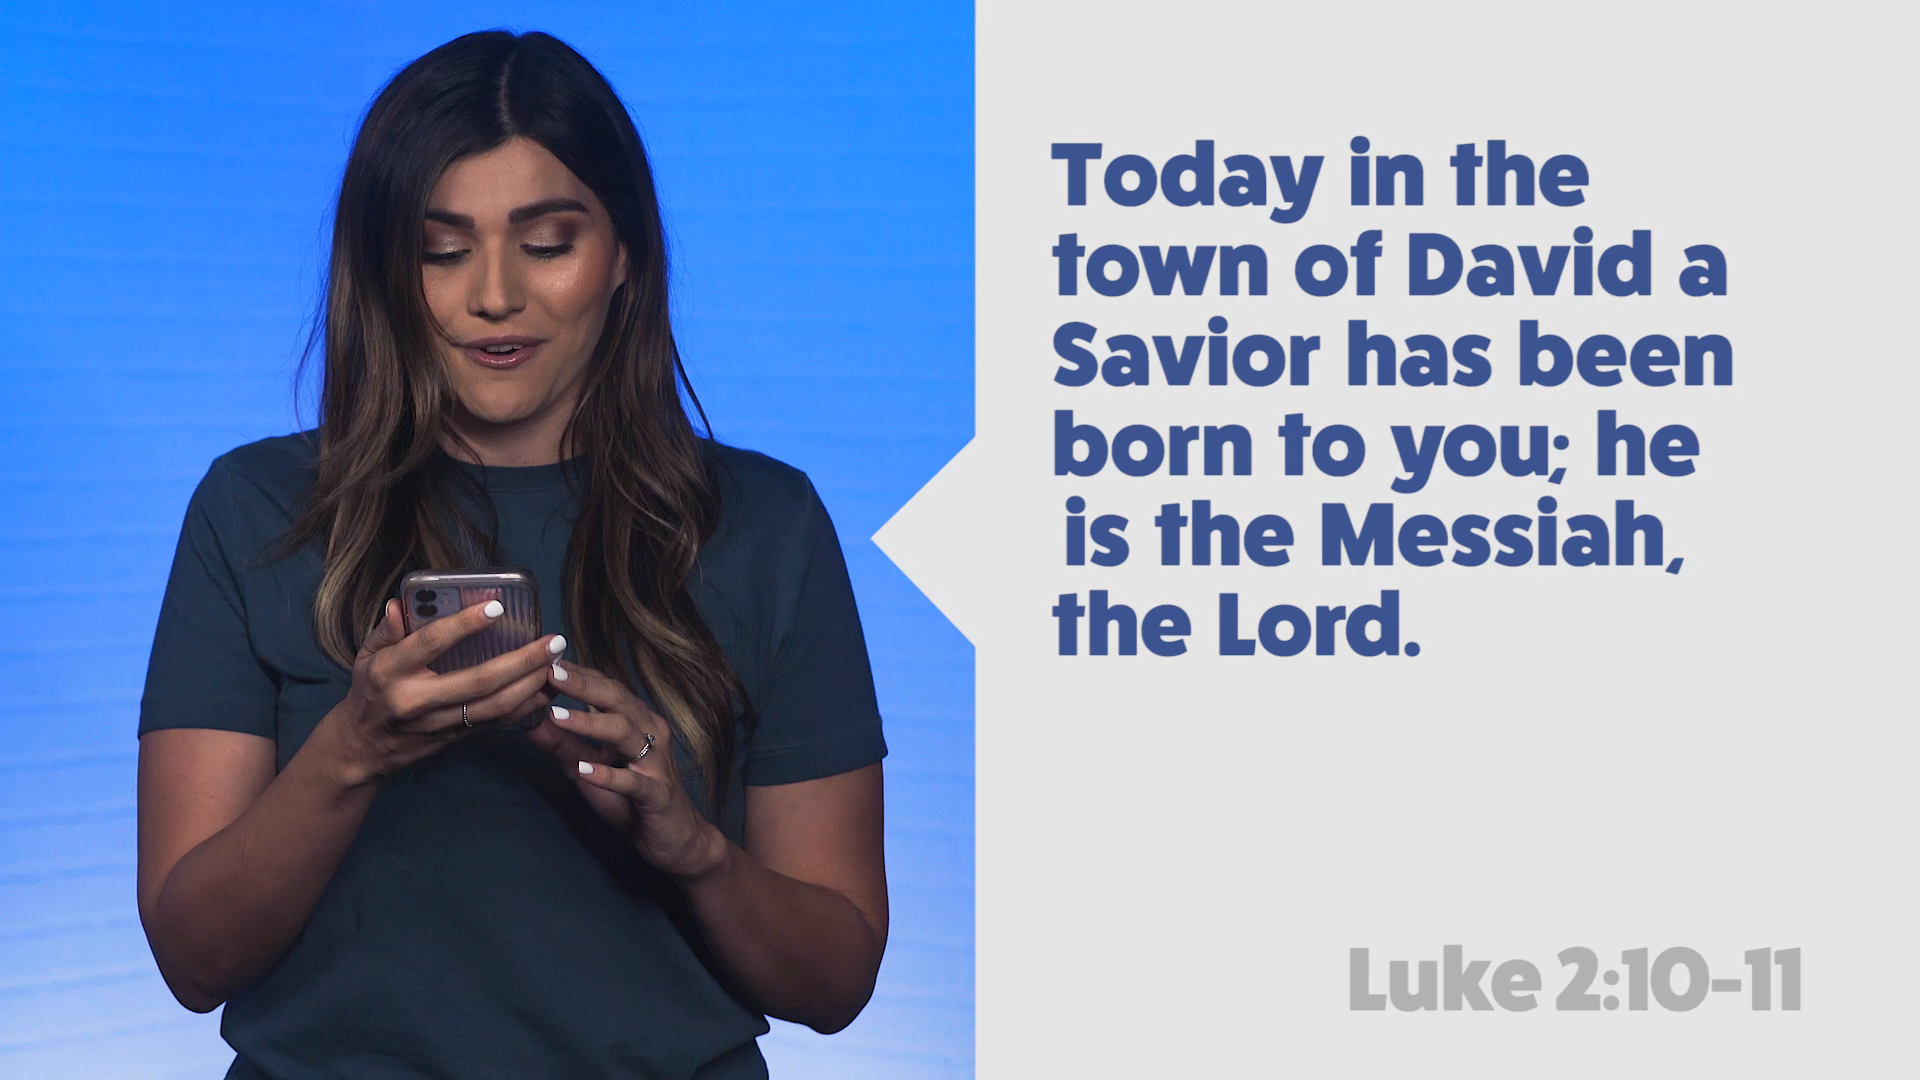 Today in the
town of David a
Savior has been
born to you; he
is the Messiah,
the Lord.
Luke 2:10-11